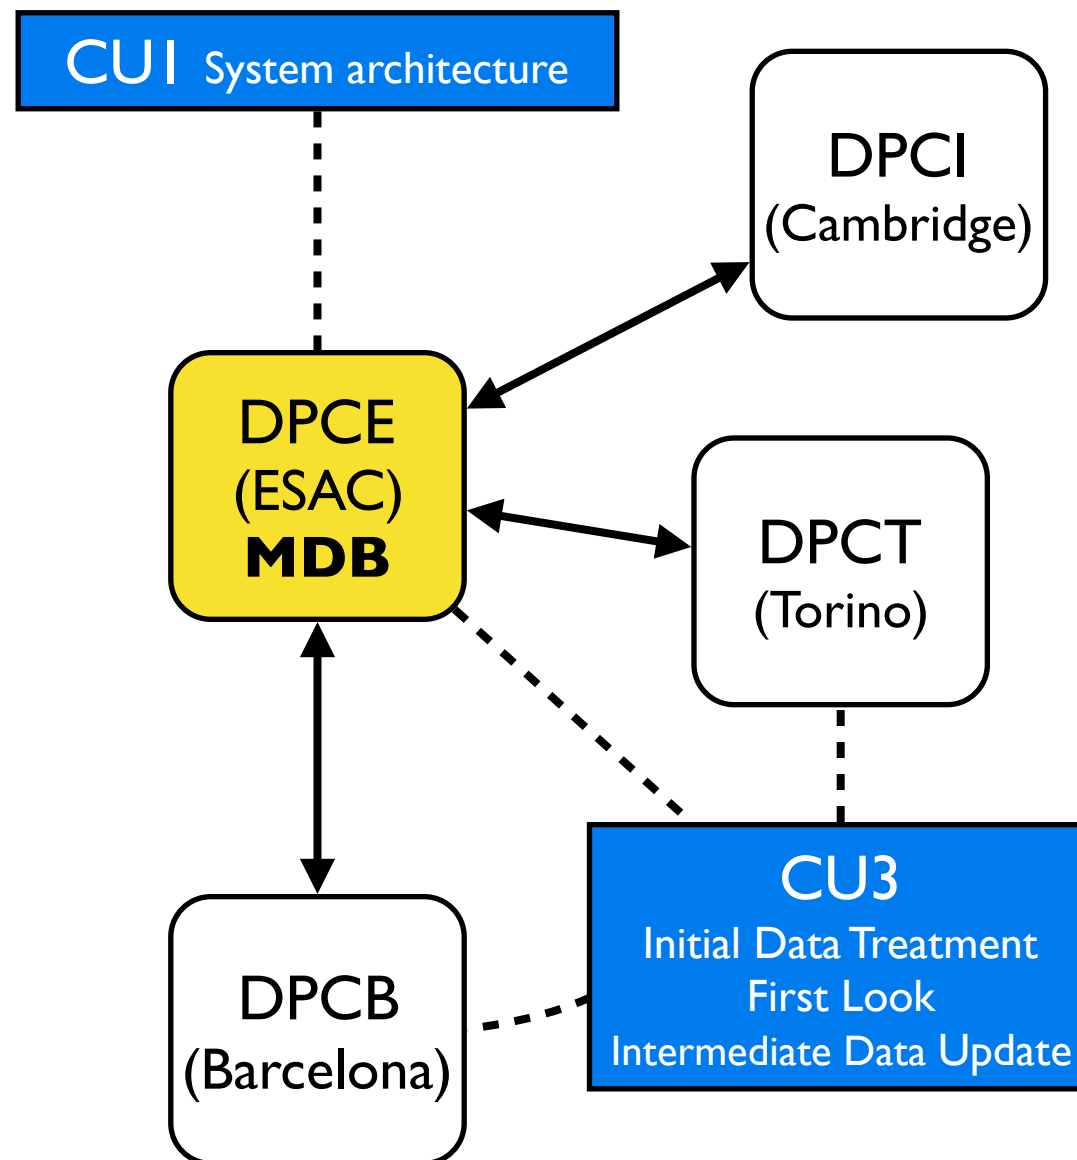 CU1 System architecture
DPCI
(Cambridge)
DPCE
(ESAC)
MDB
DPCT
(Torino)
CU3
Initial Data Treatment
First Look
Intermediate Data Update
DPCB
(Barcelona)